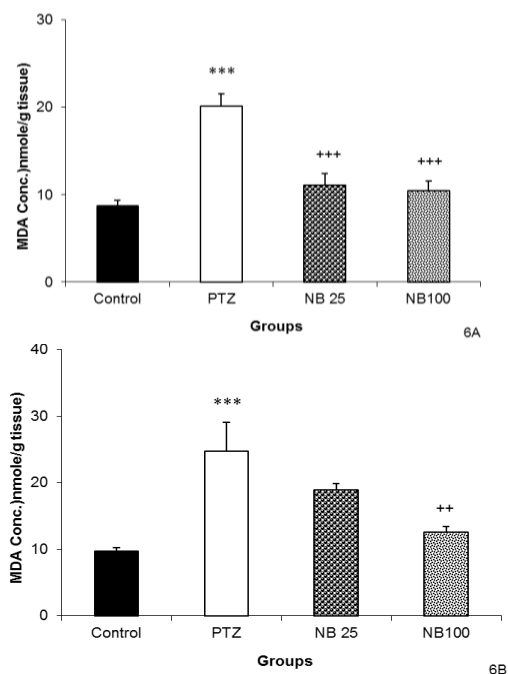 30
***
20
+++ +++
10
0
Control PTZ NB 25 NB100
Groups
MDA Conc.)nmole/g tissue)
6A
40
***
30
20
++
10
0
Control PTZ NB 25 NB100
Groups
MDA Conc.)nmole/g tissue)
6B